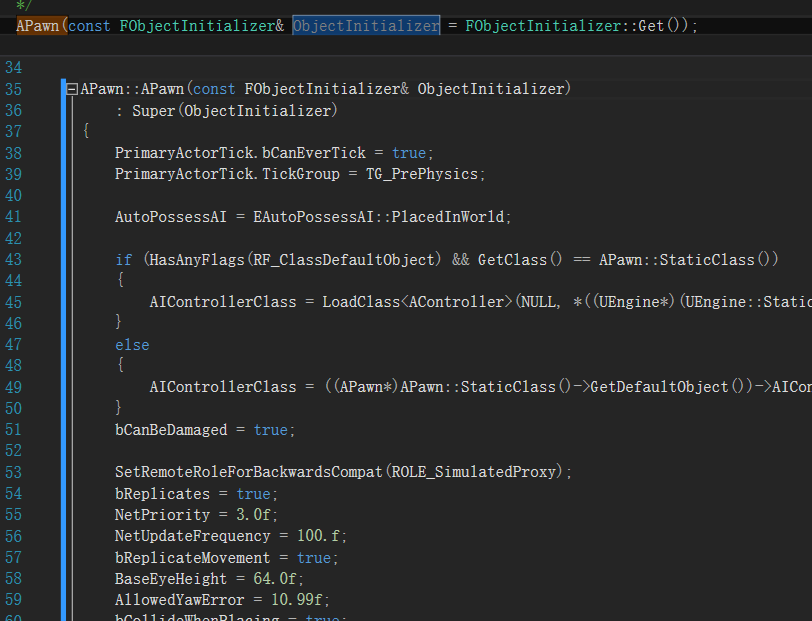 */
APawn(const FObjectInitializer& ObjectInitializer = FObjectInitializer::Get());
34
35 APawn::APawn(const FObjectInitializer& ObjectInitializer)
36 : Super(ObjectInitializer)
37 {
38 PrimaryActorTick.bCanEverTick = true;
39 PrimaryActorTick.TickGroup = TG_PrePhysics;
40
41 AutoPossessAI = EAutoPossessAI::PlacedInWorld;
42
43 if (HasAnyFlags(RF_ClassDefaultObject) && GetClass() == APawn::StaticClass())
44 {
45 AIControllerClass = LoadClass<AController>(NULL, *((UEngine*)(UEngine::Static
46 }
47 else
48 {
49 AIControllerClass = ((APawn*)APawn::StaticClass()->GetDefaultObject())->AICon
50 }
51 bCanBeDamaged = true;
52
53 SetRemoteRoleForBackwardsCompat(ROLE_SimulatedProxy);
54 bReplicates = true;
55 NetPriority = 3.0f;
56 NetUpdateFrequency = 100.f;
57 bReplicateMovement = true;
58 BaseEyeHeight = 64.0f;
59 AllowedYawError = 10.99f;
60 bCollideWhenPlacing = true;